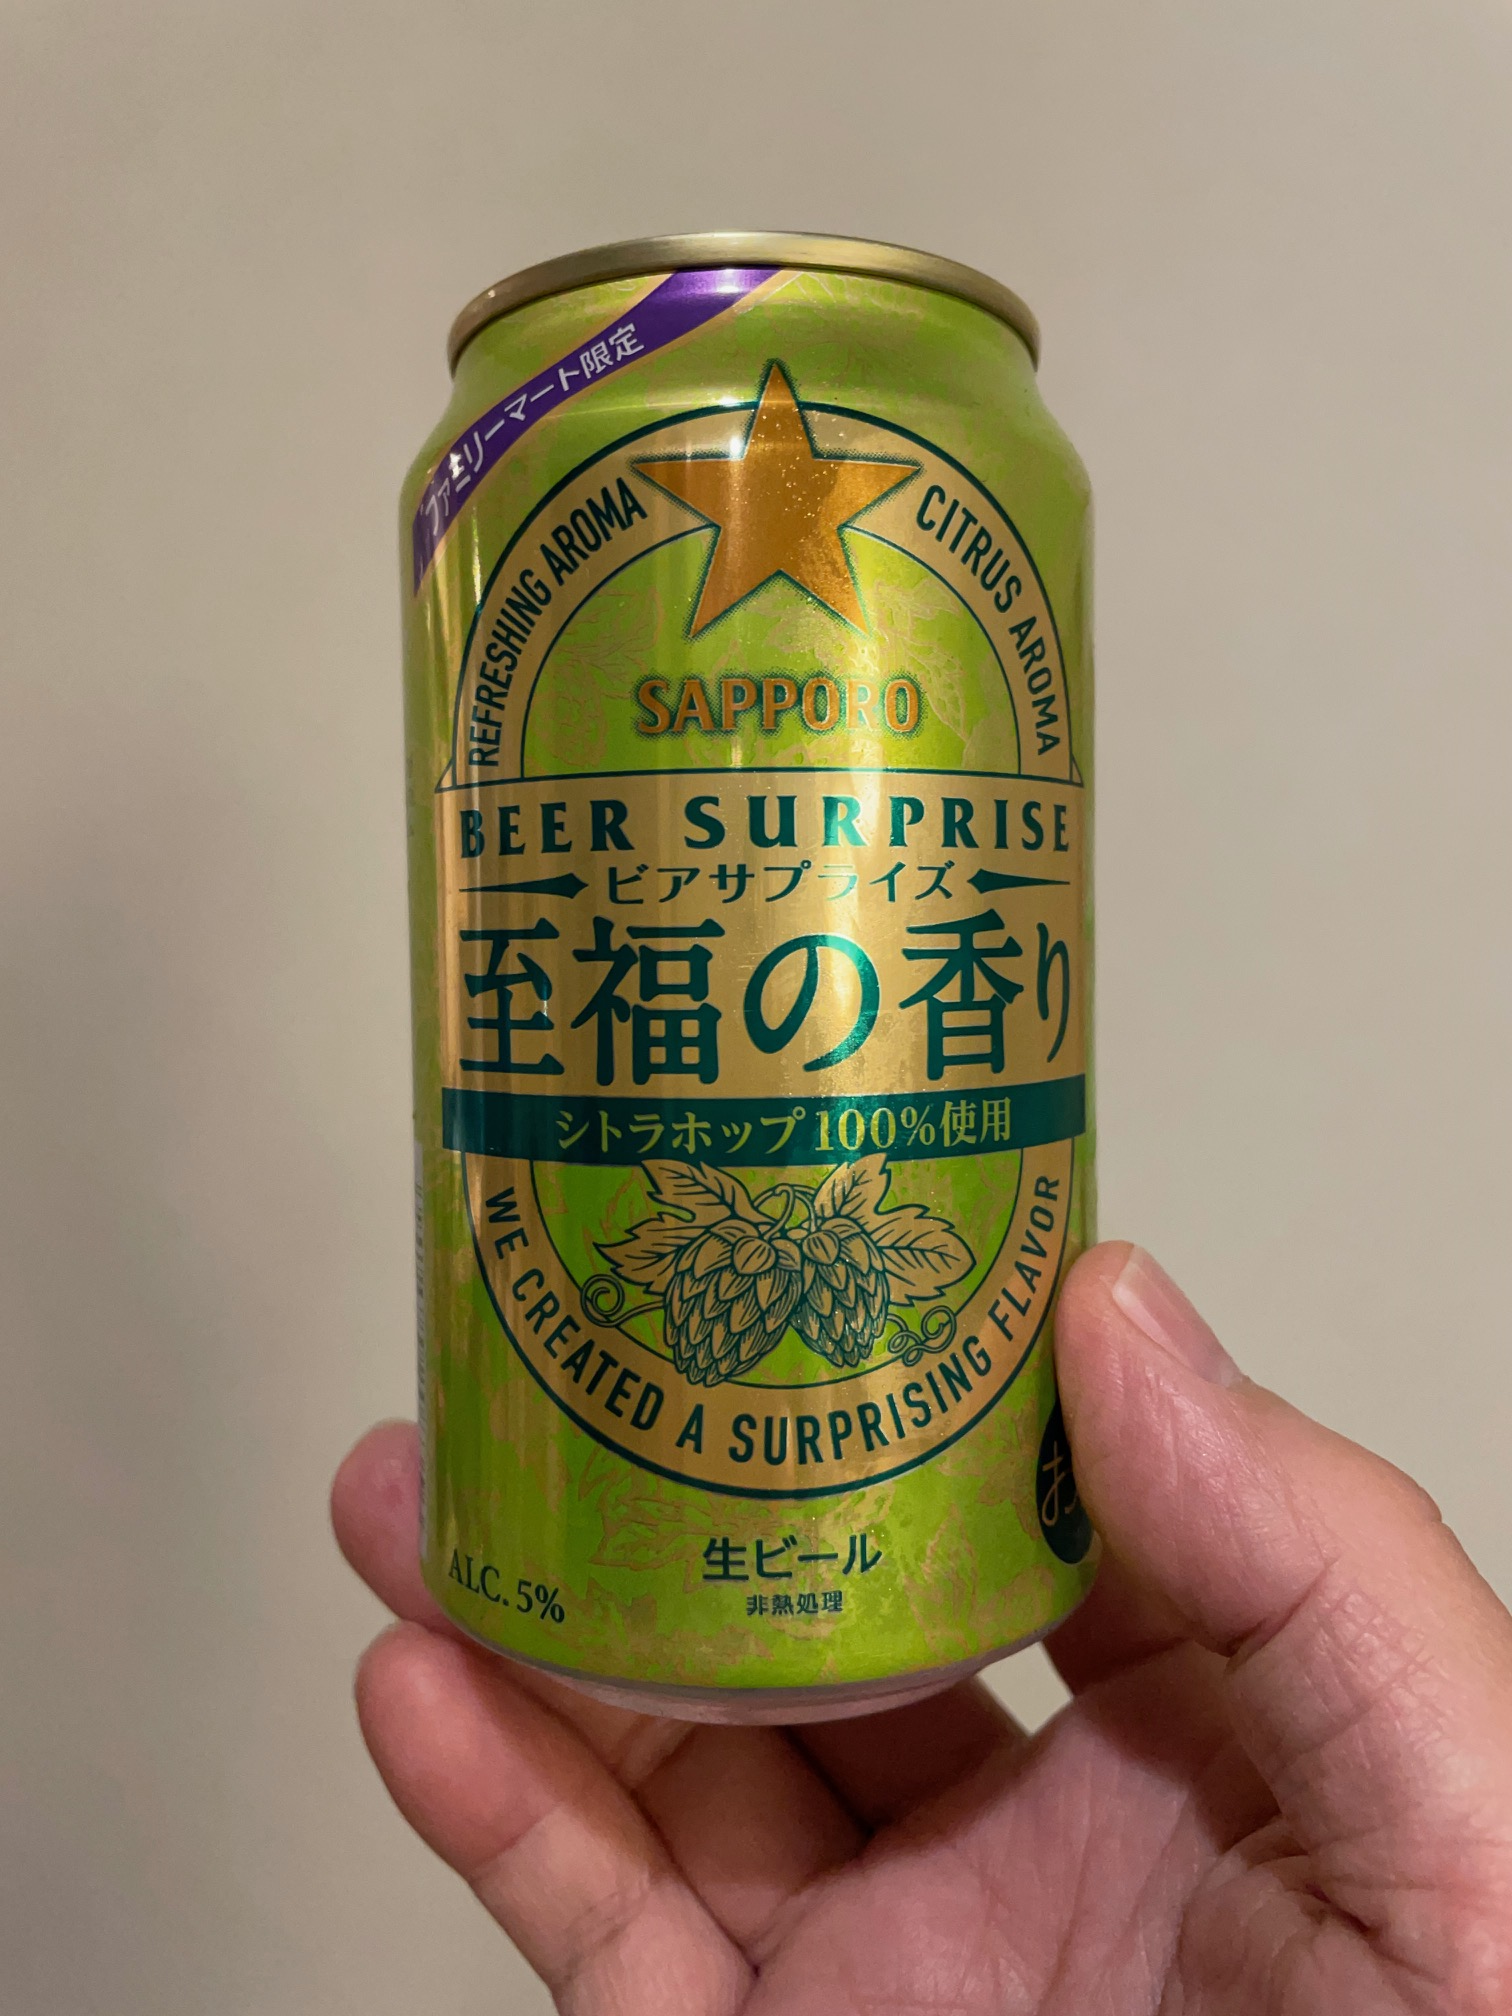 ファミリーマート限定
REFRESHING AROMA
CITRUS AROMA
SAPPORO
BEER SURPRISE
ビアサプライズ
至福の香り
シトラホップ100%使用
WE CREATED A SURPRISING FLAVOR
生ビール
非熱処理
ALC. 5%
お